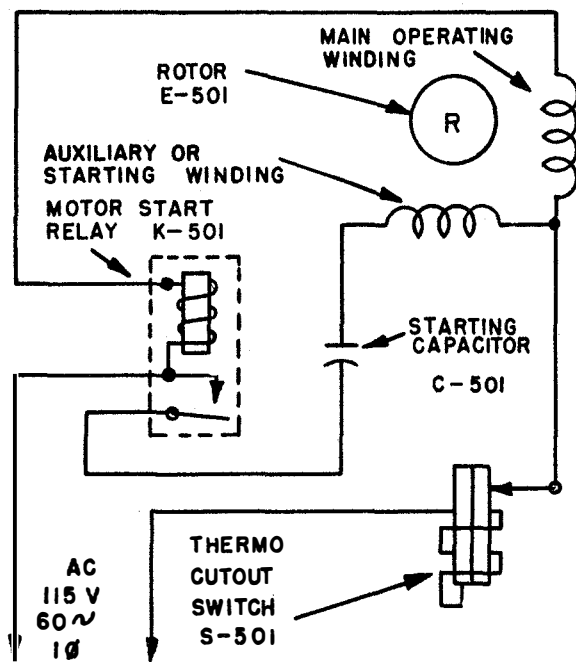 MAIN OPERATING
WINDING
ROTOR
E-501
R
AUXILIARY OR
STARTING WINDING
MOTOR START
RELAY K-501
STARTING
CAPACITOR
C-501
THERMO
CUTOUT
SWITCH
S-501
AC
115 V
60~
1Ø